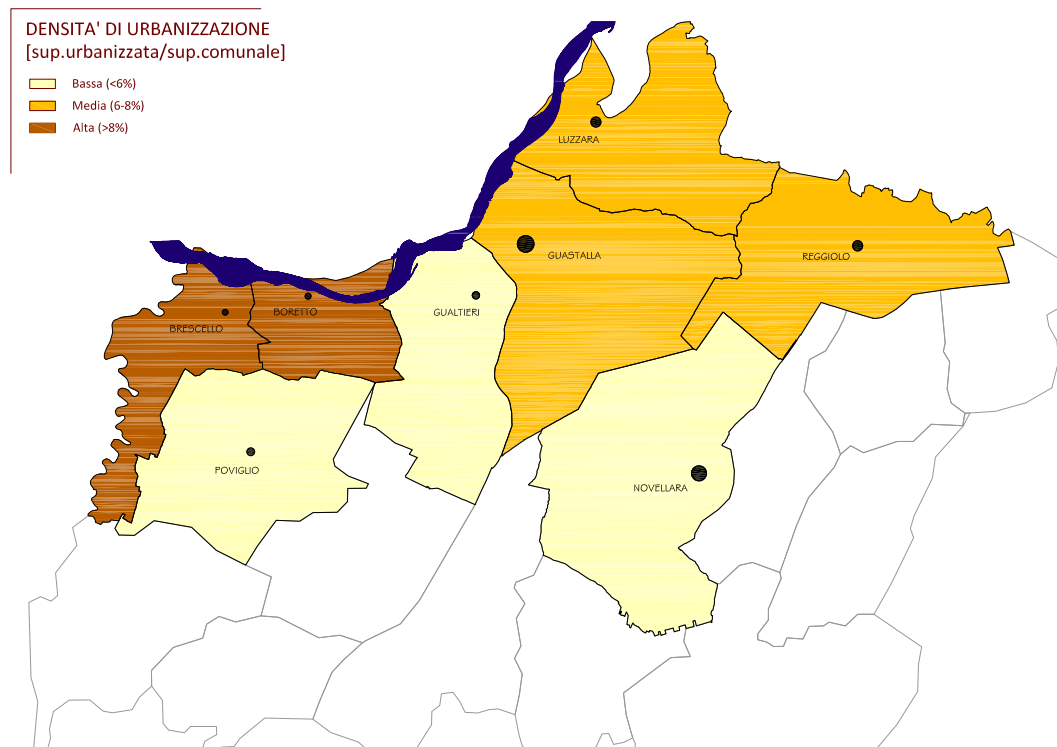 DENSITA' DI URBANIZZAZIONE
[sup.urbanizzata/sup.comunale]
Bassa (<6%)
Media (6-8%)
Alta (>8%)
LUZZARA
GUASTALLA
REGGIOLO
BORETTO
GUALTIERI
BRESCELLO
POVIGLIO
NOVELLARA